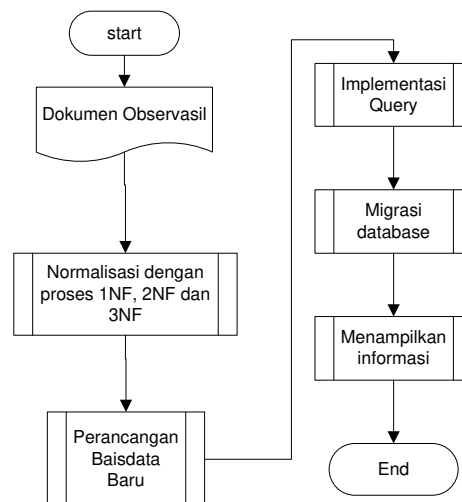 start
Dokumen Observasil
Normalisasi dengan
proses 1NF, 2NF dan
3NF
Perancangan
Baisdata
Baru
Implementasi
Query
Migrasi
database
Menampilkan
informasi
End